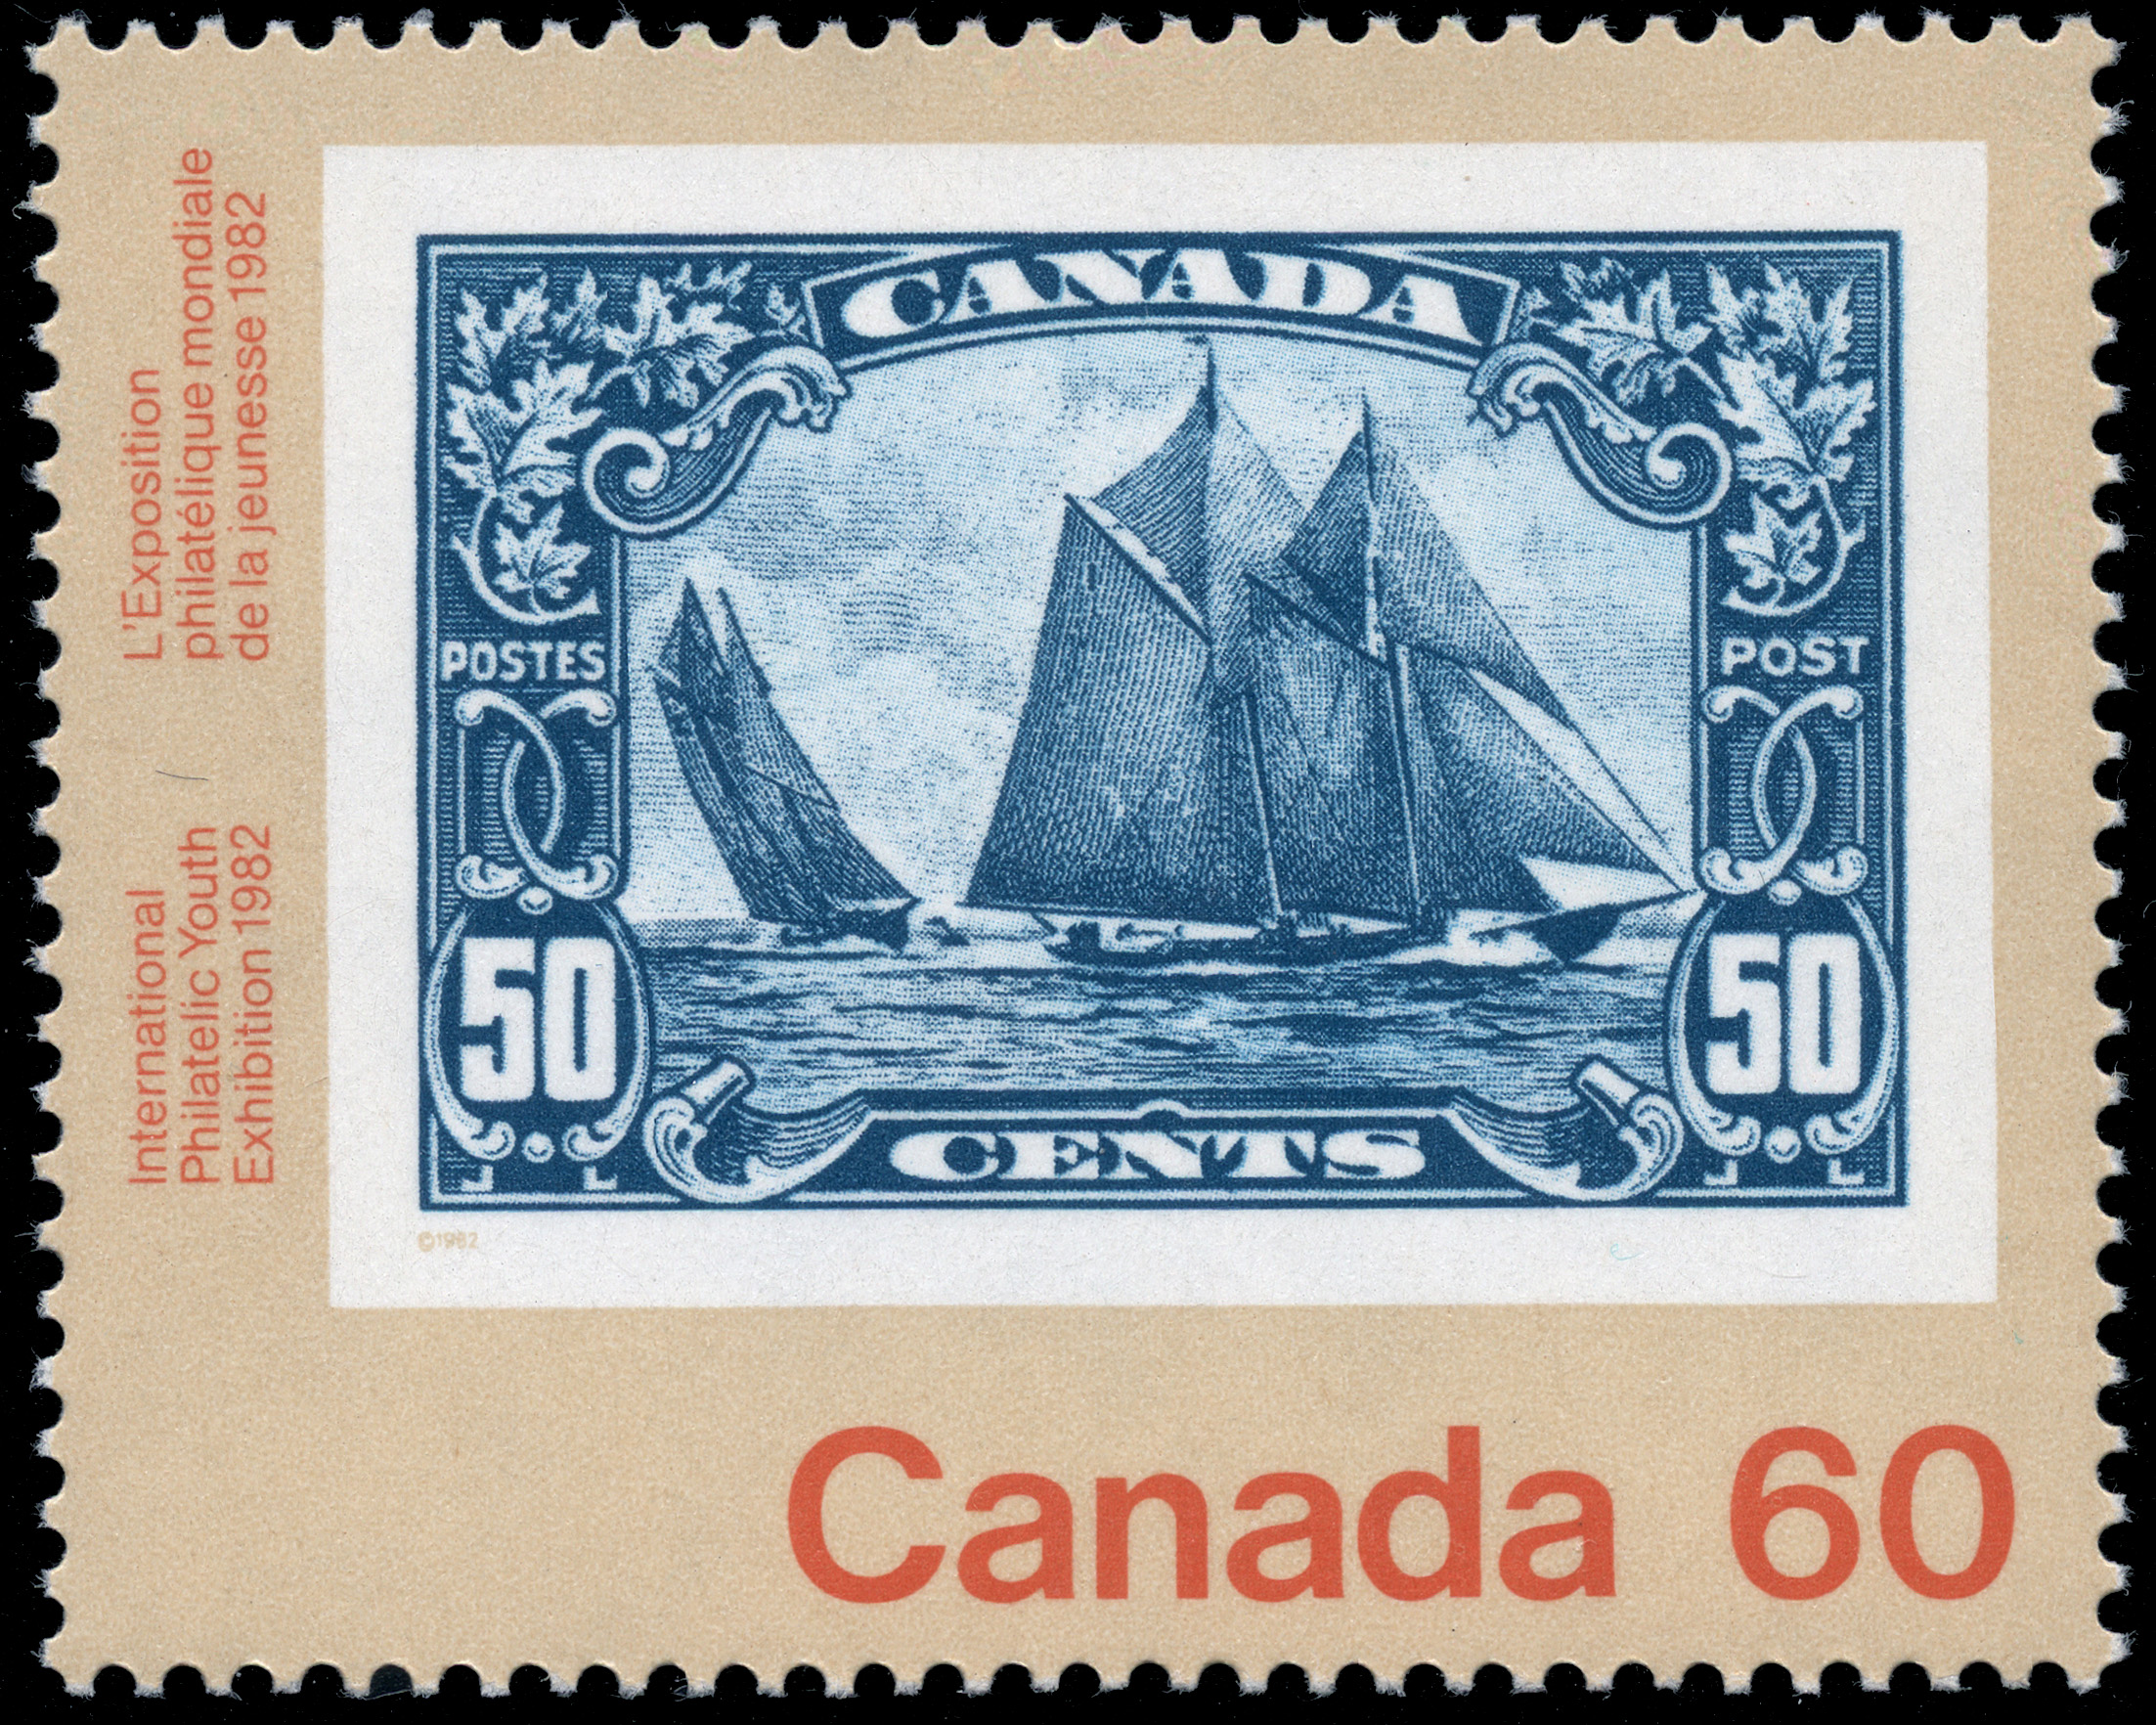 L'Exposition
philatélique mondiale
de la jeunesse 1982
International
Philatelic Youth
Exhibition 1982
CANADA
POSTES
POST
50
50
CENTS
©1982
Canada 60